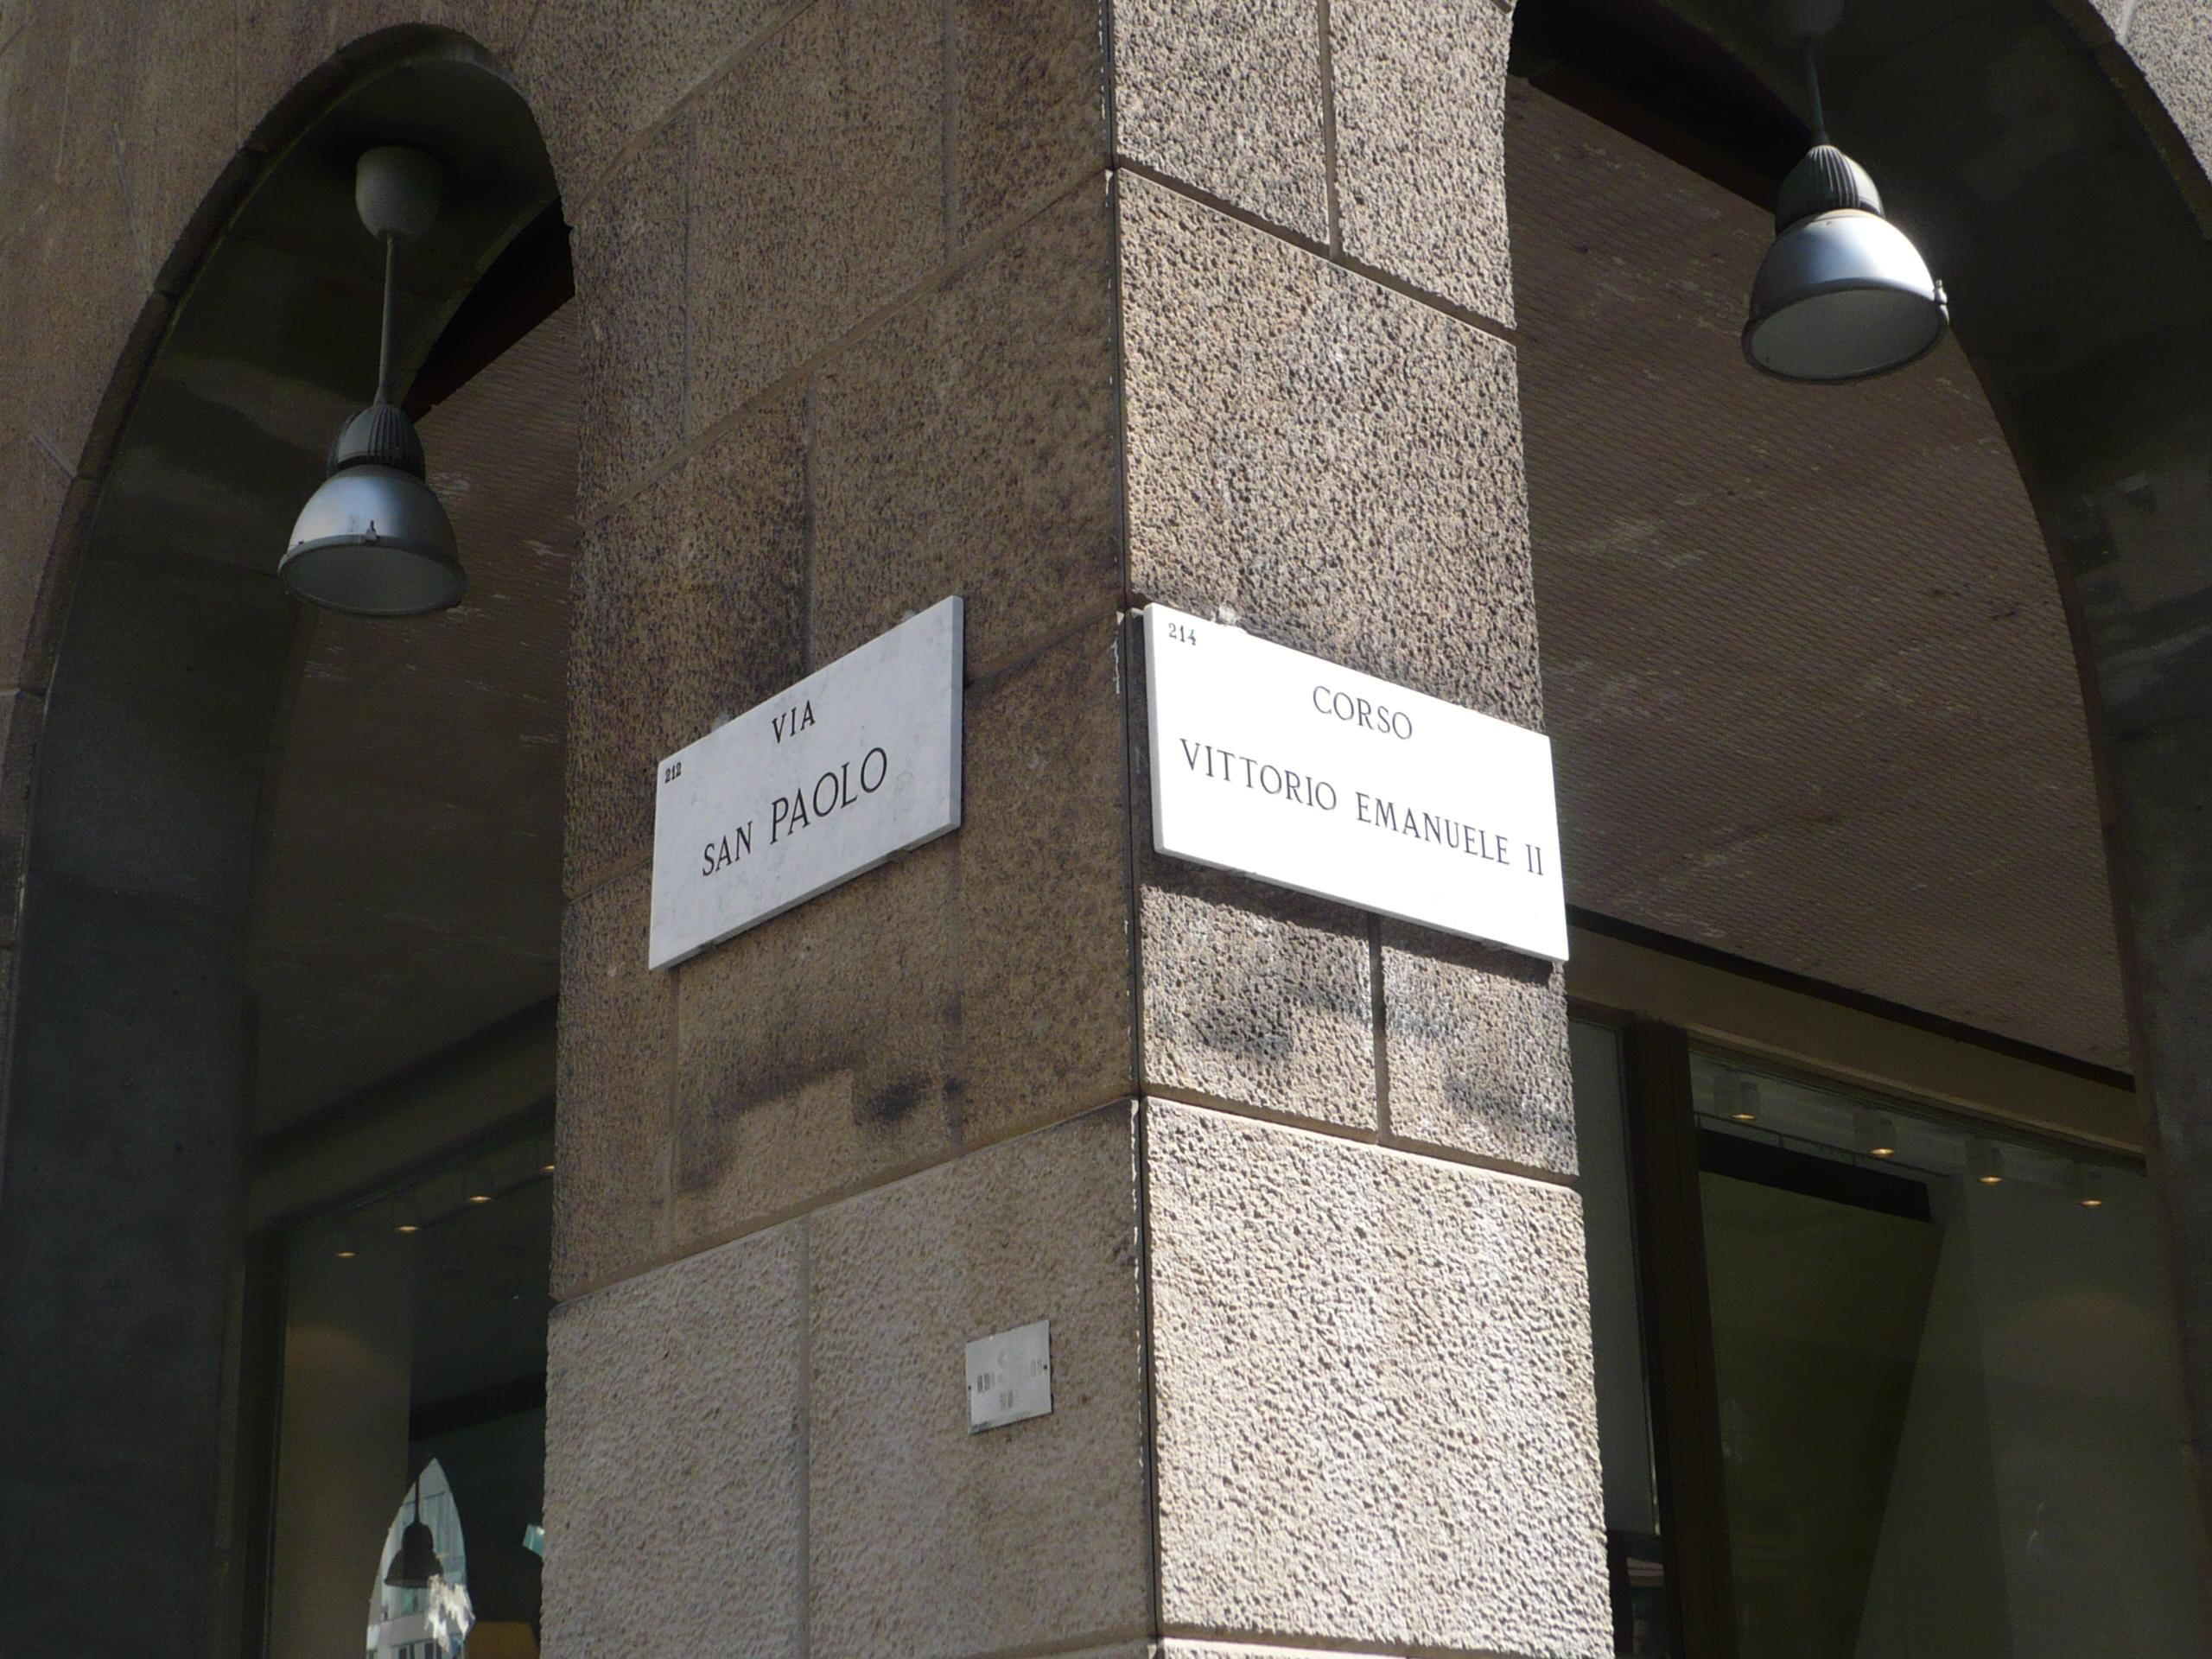 212
VIA
SAN PAOLO
214
CORSO
VITTORIO EMANUELE II